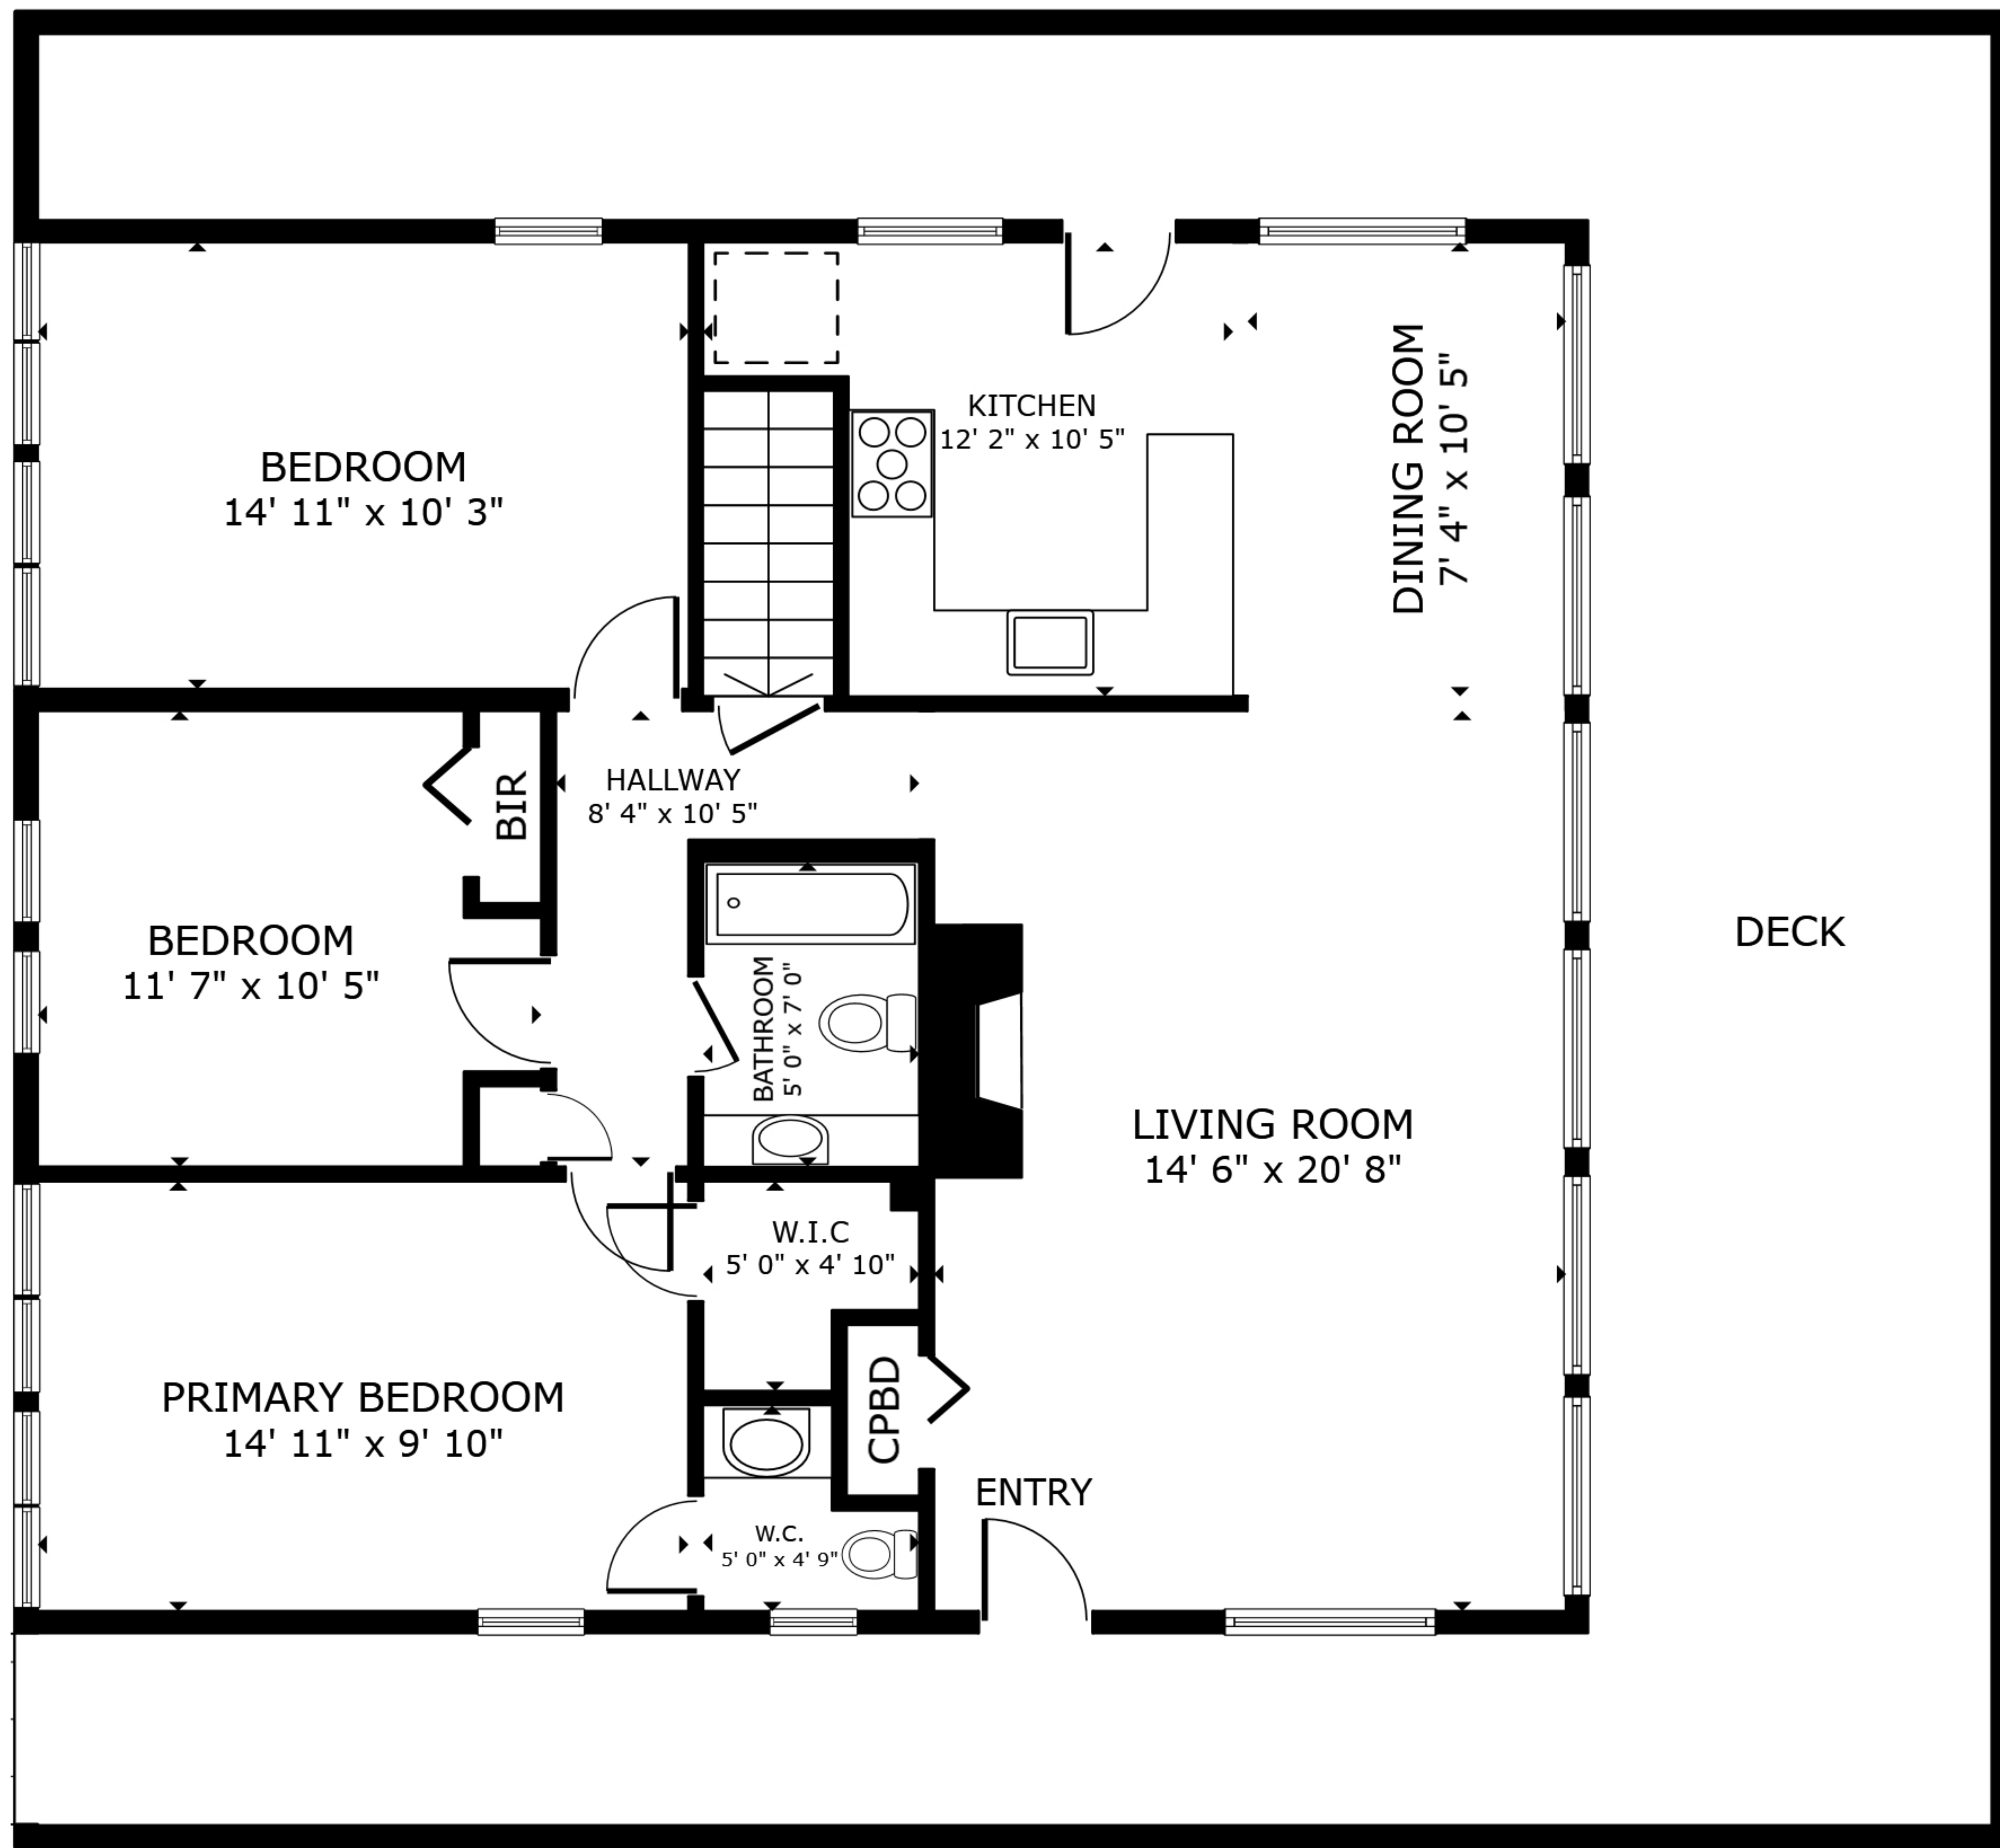 BEDROOM
14' 11" x 10' 3"
KITCHEN
12' 2" x 10' 5"
DINING ROOM
7' 4" x 10' 5"
HALLWAY
8' 4" x 10' 5"
BIR
BEDROOM
11' 7" x 10' 5"
BATHROOM
5' 0" x 7' 0"
DECK
LIVING ROOM
14' 6" x 20' 8"
W.I.C
5' 0" x 4' 10"
PRIMARY BEDROOM
14' 11" x 9' 10"
CPBD
ENTRY
W.C.
5' 0" x 4' 9"